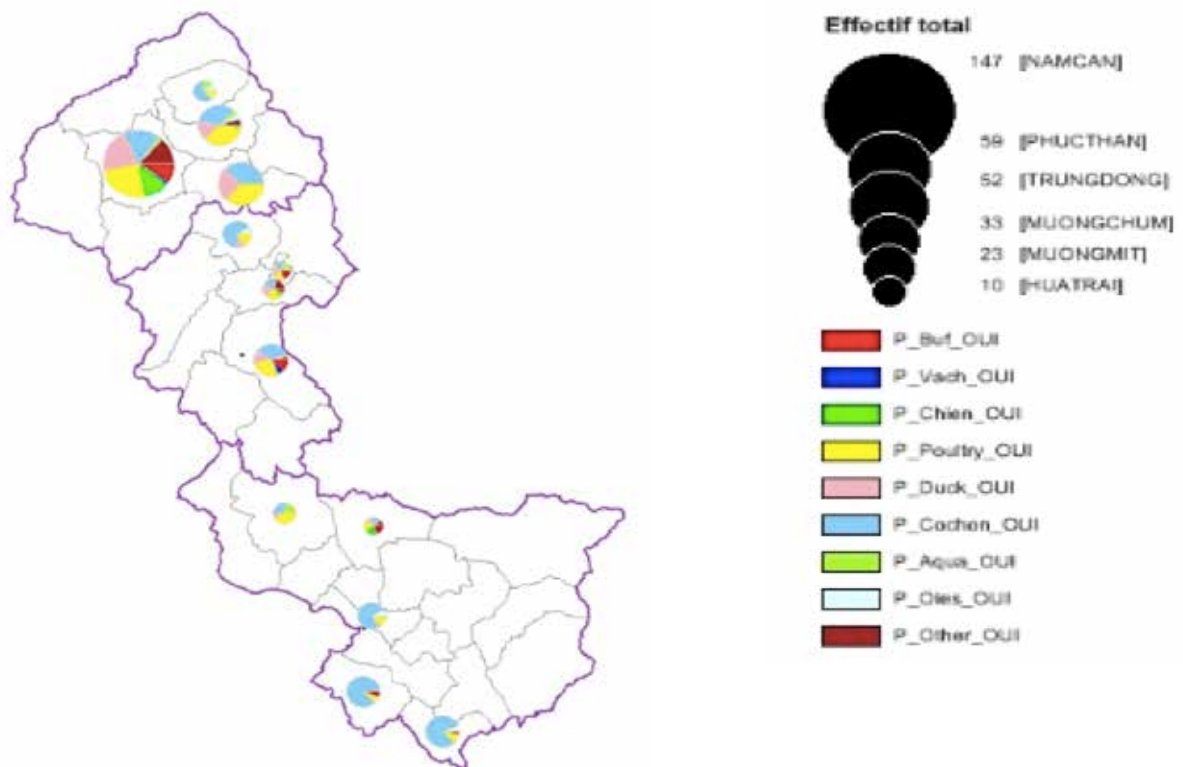 Effectif total
147 [NAMCAN]
59 [PHUCTHAN]
52 [TRUNGDONG]
33 [MUONGCHUM]
23 [MUONGMIT]
10 [HUATRAI]
P_Buf_OUI
P_Vach_OUI
P_Chien_OUI
P_Poultry_OUI
P_Duck_OUI
P_Cochon_OUI
P_Aqua_OUI
P_Oies_OUI
P_Other_OUI